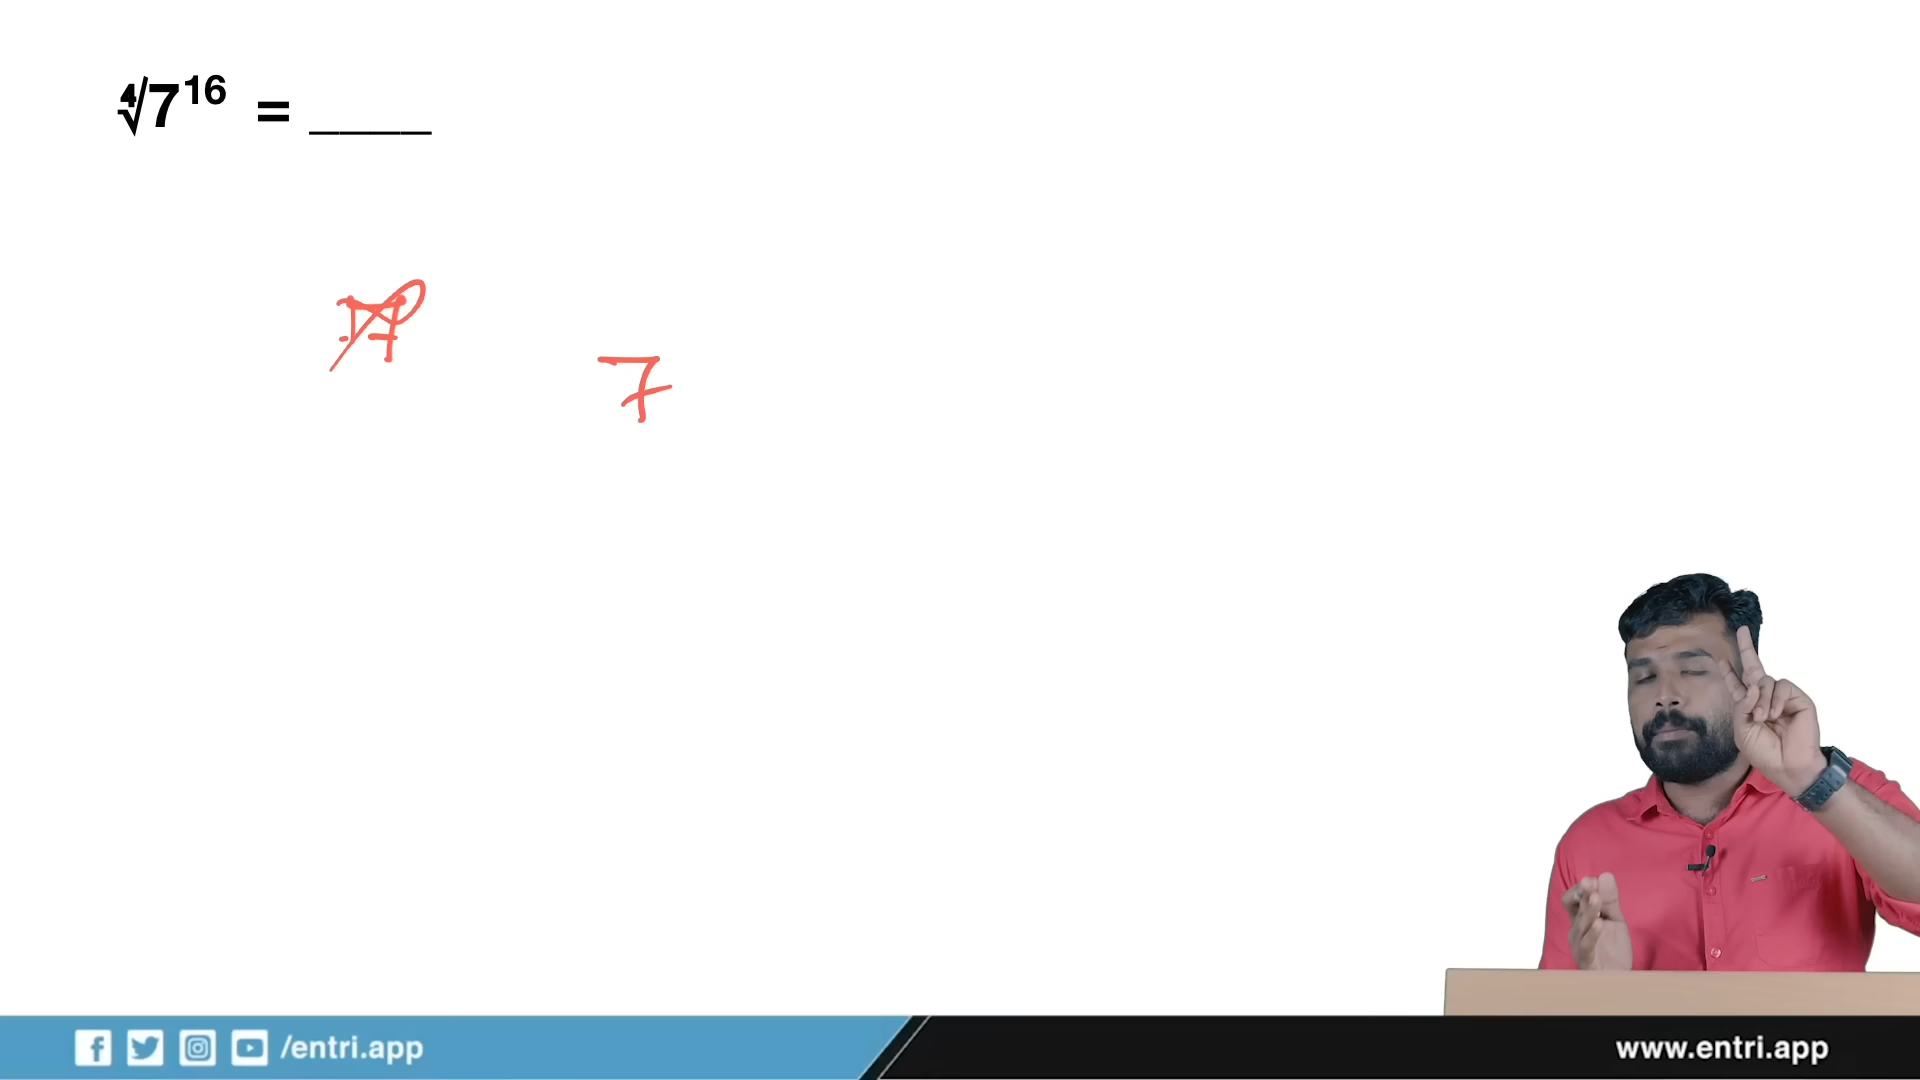 ∜7¹⁶ = ____
7
/entri.app
www.entri.app